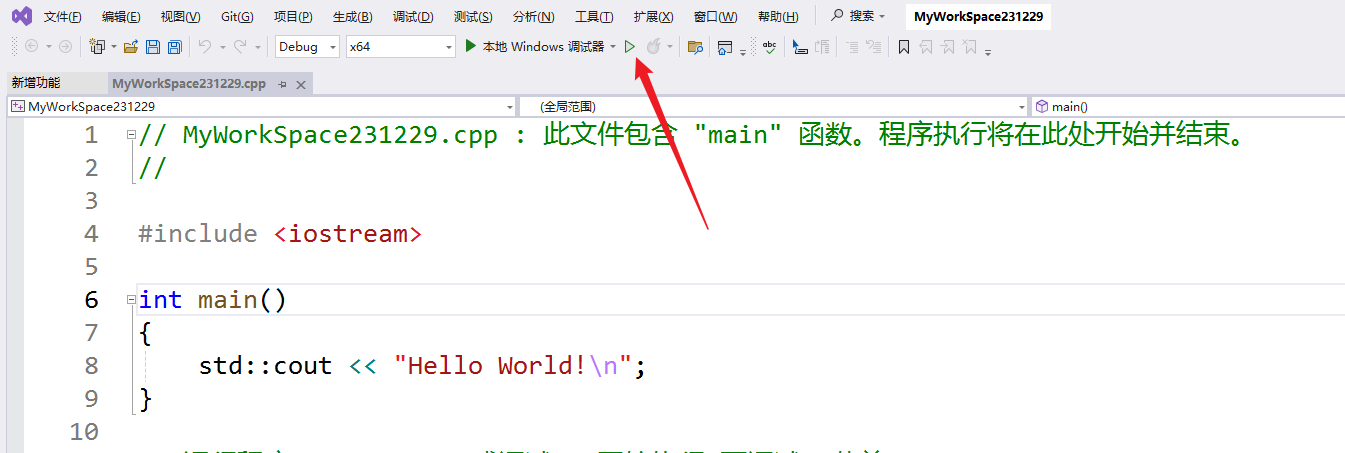 文件(F) 编辑(E) 视图(V) Git(G) 项目(P) 生成(B) 调试(D) 测试(S) 分析(N) 工具(T) 扩展(X) 窗口(W) 帮助(H) 搜索 MyWorkSpace231229
Debug x64 本地 Windows 调试器 abc
新增功能 MyWorkSpace231229.cpp
MyWorkSpace231229 (全局范围) main()
1 // MyWorkSpace231229.cpp : 此文件包含 "main" 函数。程序执行将在此处开始并结束。
2 //
3
4 #include <iostream>
5
6 int main()
7 {
8 std::cout << "Hello World!\n";
9 }
10